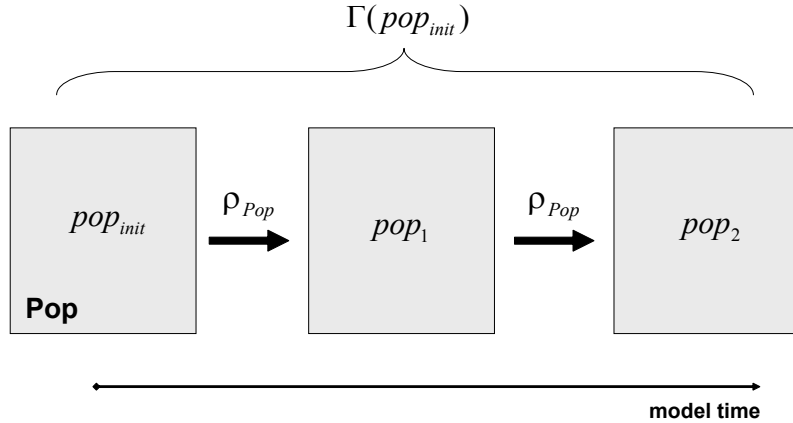 Γ(pop_init)
ρ_Pop ρ_Pop
pop_init pop_1 pop_2
Pop
model time